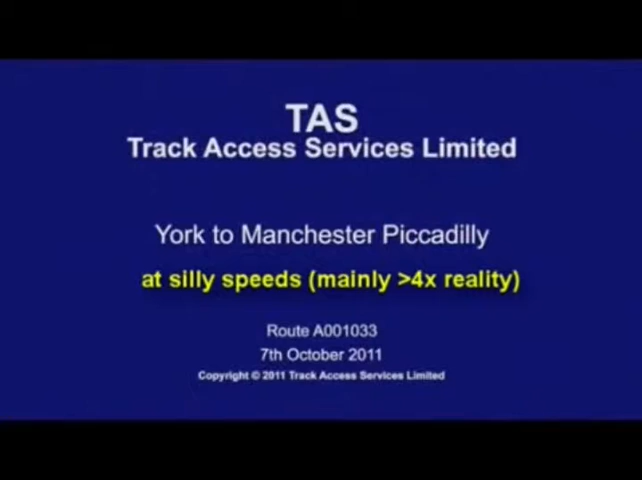 TAS
Track Access Services Limited
York to Manchester Piccadilly
at silly speeds (mainly >4x reality)
Route A001033
7th October 2011
Copyright © 2011 Track Access Services Limited